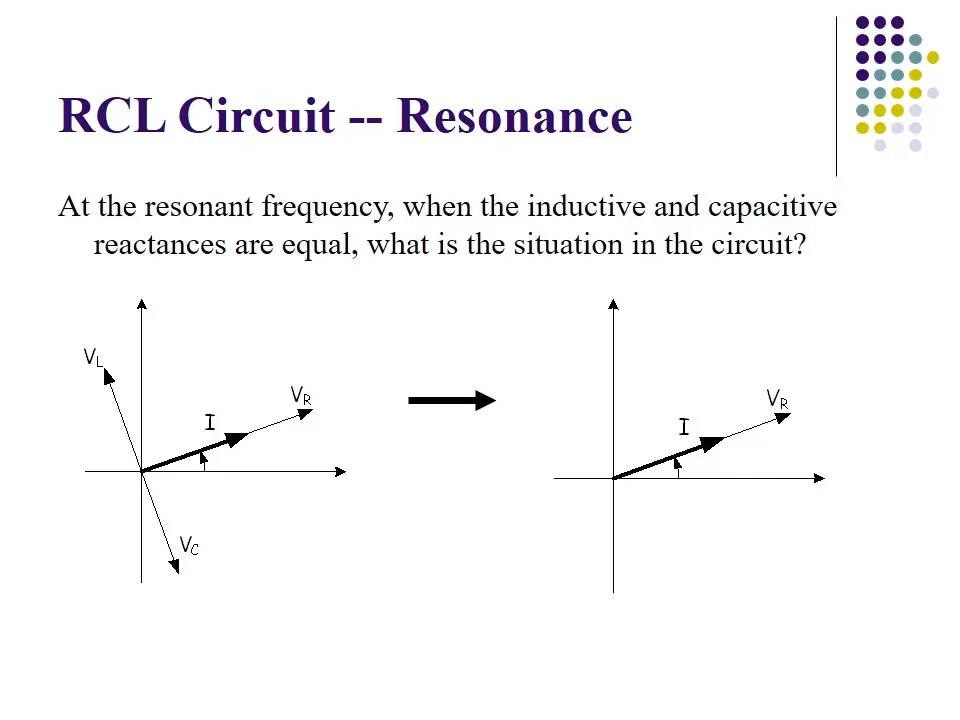 RCL Circuit -- Resonance
At the resonant frequency, when the inductive and capacitive
reactances are equal, what is the situation in the circuit?
VL
VR
I
VC
VR
I